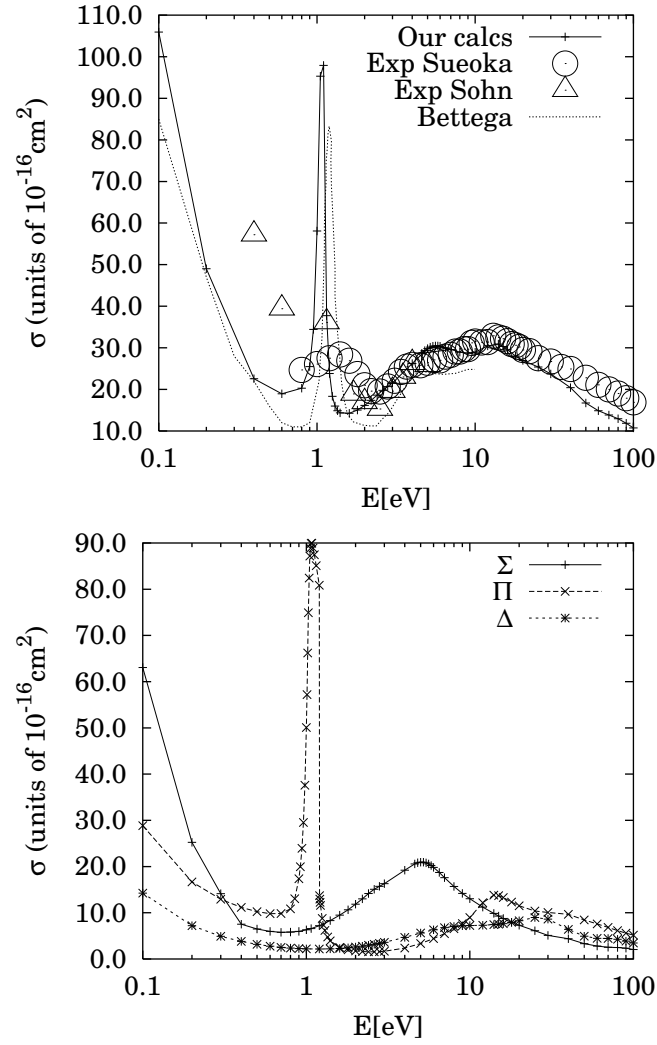 110.0
100.0
90.0
80.0
70.0
60.0
50.0
40.0
30.0
20.0
10.0
σ (units of 10⁻¹⁶cm²)
Our calcs
Exp Sueoka
Exp Sohn
Bettega
0.1 1 10 100
E[eV]
90.0
80.0
70.0
60.0
50.0
40.0
30.0
20.0
10.0
0.0
σ (units of 10⁻¹⁶cm²)
Σ
Π
Δ
0.1 1 10 100
E[eV]